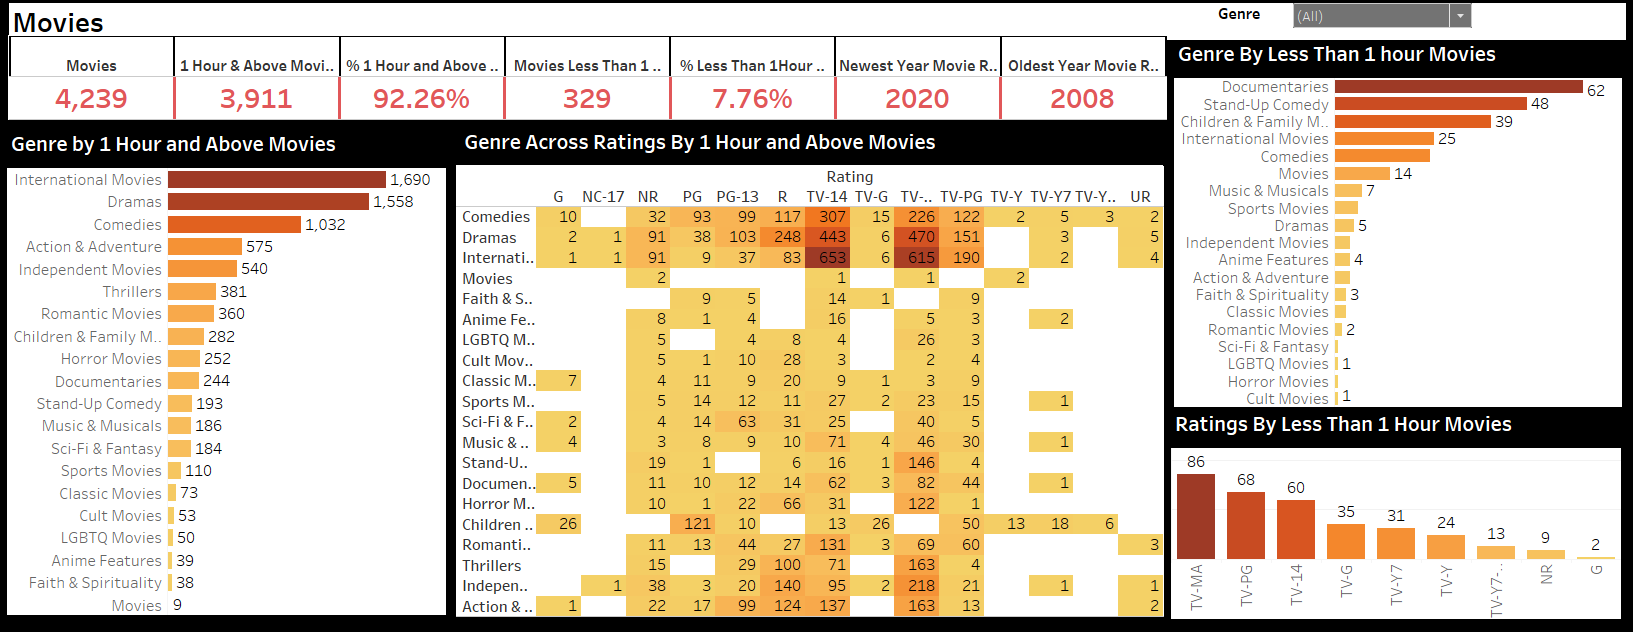 Movies
Genre (All)
Movies 1 Hour & Above Movi.. % 1 Hour and Above .. Movies Less Than 1 .. % Less Than 1Hour .. Newest Year Movie R.. Oldest Year Movie R..
4,239 3,911 92.26% 329 7.76% 2020 2008
Genre by 1 Hour and Above Movies
International Movies 1,690
Dramas 1,558
Comedies 1,032
Action & Adventure 575
Independent Movies 540
Thrillers 381
Romantic Movies 360
Children & Family M.. 282
Horror Movies 252
Documentaries 244
Stand-Up Comedy 193
Music & Musicals 186
Sci-Fi & Fantasy 184
Sports Movies 110
Classic Movies 73
Cult Movies 53
LGBTQ Movies 50
Anime Features 39
Faith & Spirituality 38
Movies 9
Genre Across Ratings By 1 Hour and Above Movies
Rating
G NC-17 NR PG PG-13 R TV-14 TV-G TV-.. TV-PG TV-Y TV-Y7 TV-Y.. UR
Comedies 10 32 93 99 117 307 15 226 122 2 5 3 2
Dramas 2 1 91 38 103 248 443 6 470 151 3 5
Internati.. 1 1 91 9 37 83 653 6 615 190 2 4
Movies 2 1 1 2
Faith & S.. 9 5 14 1 9
Anime Fe.. 8 1 4 16 5 3 2
LGBTQ M.. 5 4 8 4 26 3
Cult Mov.. 5 1 10 28 3 2 4
Classic M.. 7 4 11 9 20 9 1 3 9
Sports M.. 5 14 12 11 27 2 23 15 1
Sci-Fi & F.. 2 4 14 63 31 25 40 5
Music & .. 4 3 8 9 10 71 4 46 30 1
Stand-U.. 19 1 6 16 1 146 4
Documen.. 5 11 10 12 14 62 3 82 44 1
Horror M.. 10 1 22 66 31 122 1
Children .. 26 121 10 13 26 50 13 18 6
Romanti.. 11 13 44 27 131 3 69 60 3
Thrillers 15 29 100 71 163 4
Indepen.. 1 38 3 20 140 95 2 218 21 1 1
Action & .. 1 22 17 99 124 137 163 13 2
Genre By Less Than 1 hour Movies
Documentaries 62
Stand-Up Comedy 48
Children & Family M.. 39
International Movies 25
Comedies
Movies 14
Music & Musicals 7
Sports Movies
Dramas 5
Independent Movies
Anime Features 4
Action & Adventure
Faith & Spirituality 3
Classic Movies
Romantic Movies 2
Sci-Fi & Fantasy
LGBTQ Movies 1
Horror Movies
Cult Movies 1
Ratings By Less Than 1 Hour Movies
86 68 60 35 31 24 13 9 2
TV-MA TV-PG TV-14 TV-G TV-Y7 TV-Y TV-Y7-.. NR G